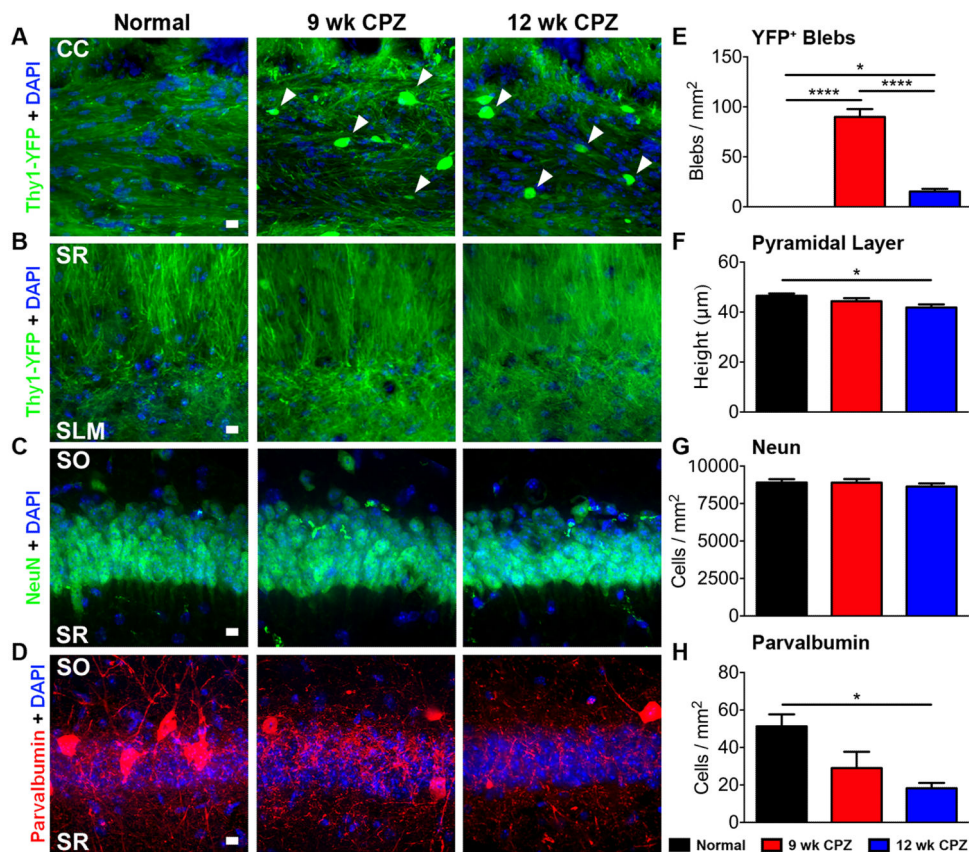 Normal 9 wk CPZ 12 wk CPZ
A
CC
Thy1-YFP + DAPI
B
SR
SLM
Thy1-YFP + DAPI
C
SO
SR
NeuN + DAPI
D
SO
SR
Parvalbumin + DAPI
E YFP⁺ Blebs
150
100
50
0
Blebs / mm²
*
**** ****
F Pyramidal Layer
60
40
20
0
Height (µm)
*
G Neun
10000
7500
5000
2500
0
Cells / mm²
H Parvalbumin
60
40
20
0
Cells / mm²
*
Normal 9 wk CPZ 12 wk CPZ